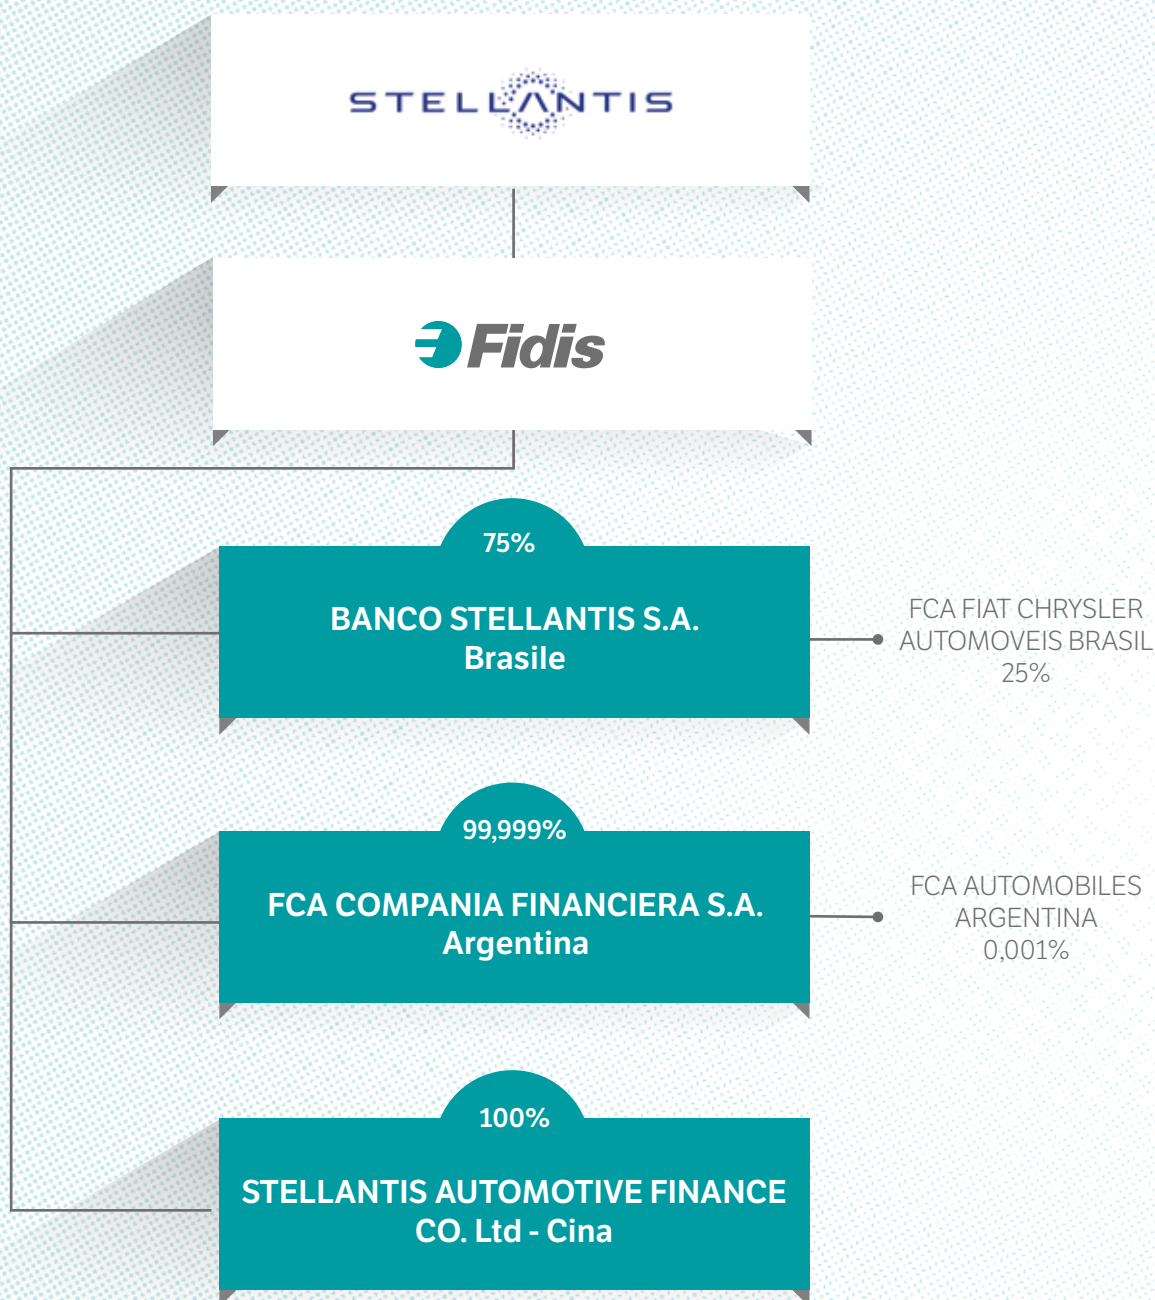 STELLANTIS
Fidis
75%
BANCO STELLANTIS S.A.
Brasile
FCA FIAT CHRYSLER
AUTOMOVEIS BRASIL
25%
99,999%
FCA COMPANIA FINANCIERA S.A.
Argentina
FCA AUTOMOBILES
ARGENTINA
0,001%
100%
STELLANTIS AUTOMOTIVE FINANCE
CO. Ltd - Cina